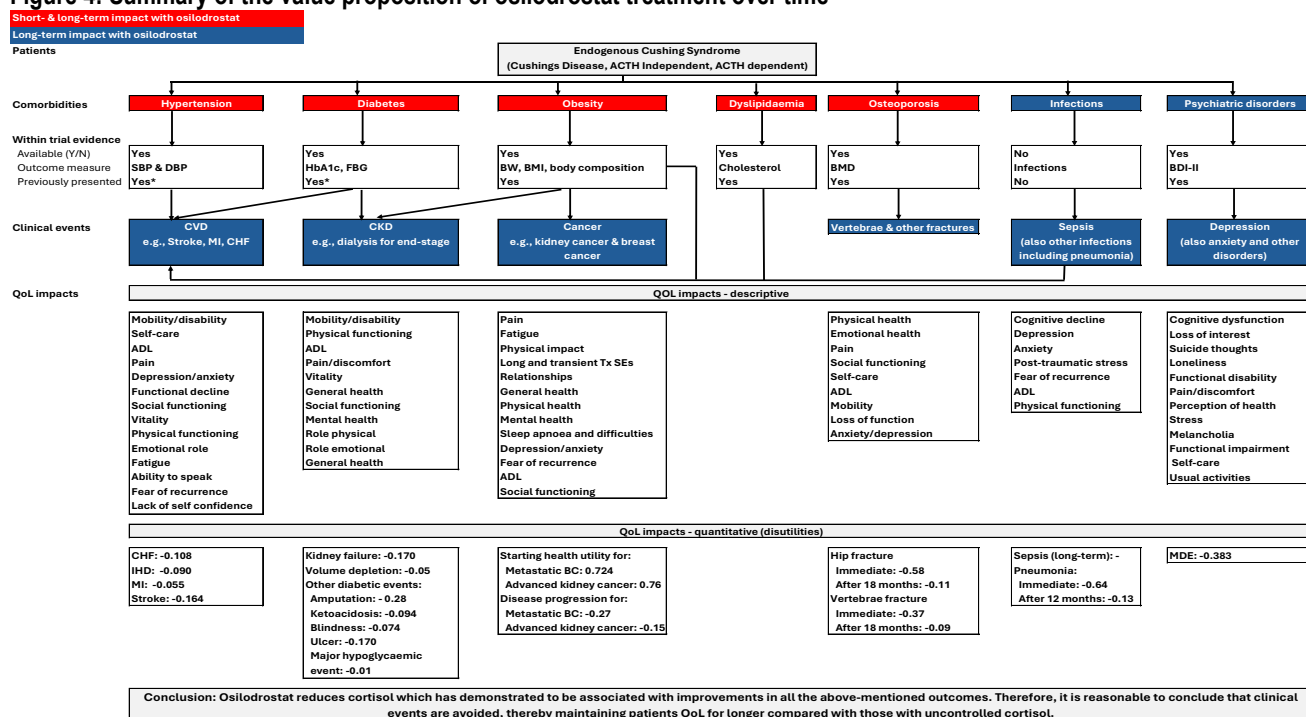 Figure 4: Summary of the value proposition of osilodrostat treatment over time
Short- & long-term impact with osilodrostat
Long-term impact with osilodrostat
Patients
Endogenous Cushing Syndrome
(Cushings Disease, ACTH Independent, ACTH dependent)
Comorbidities
Hypertension
Diabetes
Obesity
Dyslipidaemia
Osteoporosis
Infections
Psychiatric disorders
Within trial evidence
Available (Y/N)
Outcome measure
Previously presented
Yes
SBP & DBP
Yes*
Yes
HbA1c, FBG
Yes*
Yes
BW, BMI, body composition
Yes
Yes
Cholesterol
Yes
Yes
BMD
Yes
No
Infections
No
Yes
BDI-II
Yes
Clinical events
CVD
e.g., Stroke, MI, CHF
CKD
e.g., dialysis for end-stage
Cancer
e.g., kidney cancer & breast
cancer
Vertebrae & other fractures
Sepsis
(also other infections
including pneumonia)
Depression
(also anxiety and other
disorders)
QoL impacts
QOL impacts - descriptive
Mobility/disability
Self-care
ADL
Pain
Depression/anxiety
Functional decline
Social functioning
Vitality
Physical functioning
Emotional role
Fatigue
Ability to speak
Fear of recurrence
Lack of self confidence
Mobility/disability
Physical functioning
ADL
Pain/discomfort
Vitality
General health
Social functioning
Mental health
Role physical
Role emotional
General health
Pain
Fatigue
Physical impact
Long and transient Tx SEs
Relationships
General health
Physical health
Mental health
Sleep apnoea and difficulties
Depression/anxiety
Fear of recurrence
ADL
Social functioning
Physical health
Emotional health
Pain
Social functioning
Self-care
ADL
Mobility
Loss of function
Anxiety/depression
Cognitive decline
Depression
Anxiety
Post-traumatic stress
Fear of recurrence
ADL
Physical functioning
Cognitive dysfunction
Loss of interest
Suicide thoughts
Loneliness
Functional disability
Pain/discomfort
Perception of health
Stress
Melancholia
Functional impairment
Self-care
Usual activities
QoL impacts - quantitative (disutilities)
CHF: -0.108
IHD: -0.090
MI: -0.055
Stroke: -0.164
Kidney failure: -0.170
Volume depletion: -0.05
Other diabetic events:
Amputation: - 0.28
Ketoacidosis: -0.094
Blindness: -0.074
Ulcer: -0.170
Major hypoglycaemic
event: -0.01
Starting health utility for:
Metastatic BC: 0.724
Advanced kidney cancer: 0.76
Disease progression for:
Metastatic BC: -0.27
Advanced kidney cancer: -0.15
Hip fracture
Immediate: -0.58
After 18 months: -0.11
Vertebrae fracture
Immediate: -0.37
After 18 months: -0.09
Sepsis (long-term): -
Pneumonia:
Immediate: -0.64
After 12 months: -0.13
MDE: -0.383
Conclusion: Osilodrostat reduces cortisol which has demonstrated to be associated with improvements in all the above-mentioned outcomes. Therefore, it is reasonable to conclude that clinical
events are avoided, thereby maintaining patients QoL for longer compared with those with uncontrolled cortisol.